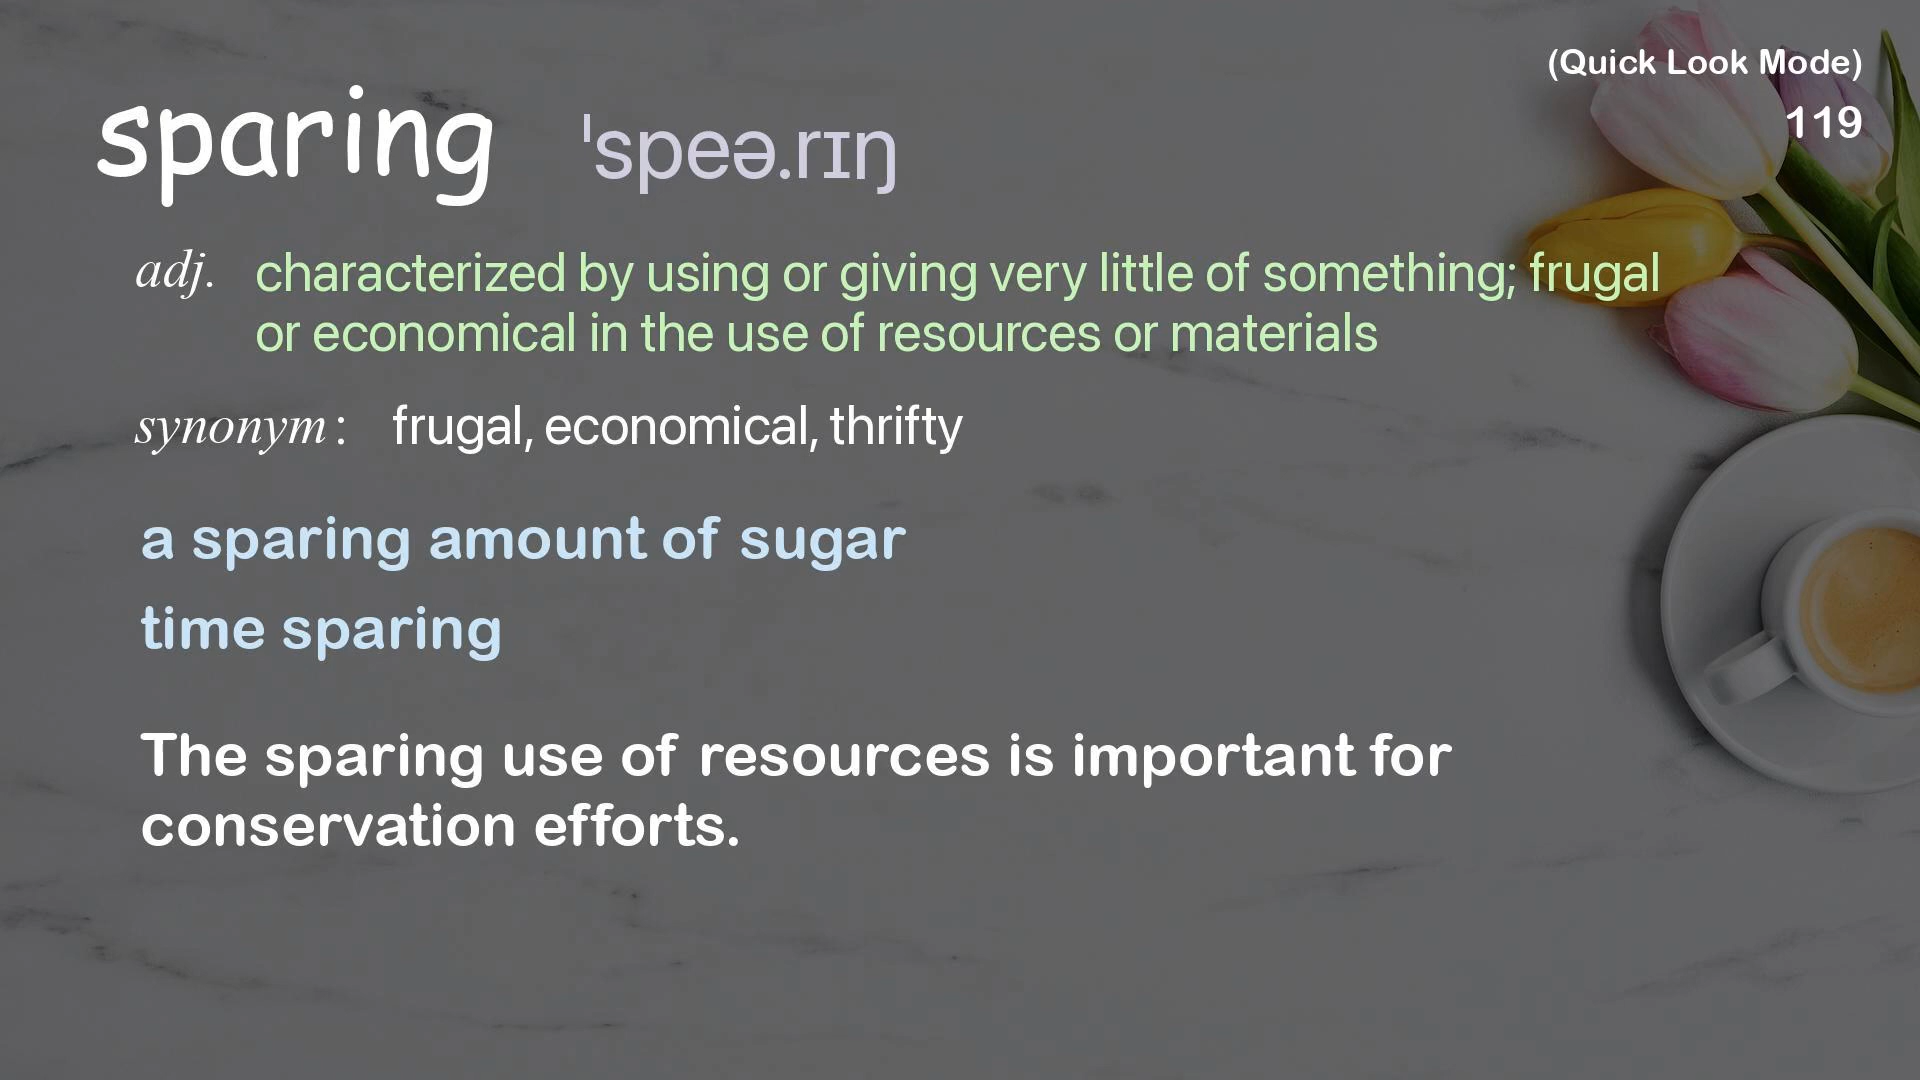 (Quick Look Mode)
119
sparing ˈspeə.rɪŋ
adj. characterized by using or giving very little of something; frugal
or economical in the use of resources or materials
synonym : frugal, economical, thrifty
a sparing amount of sugar
time sparing
The sparing use of resources is important for
conservation efforts.